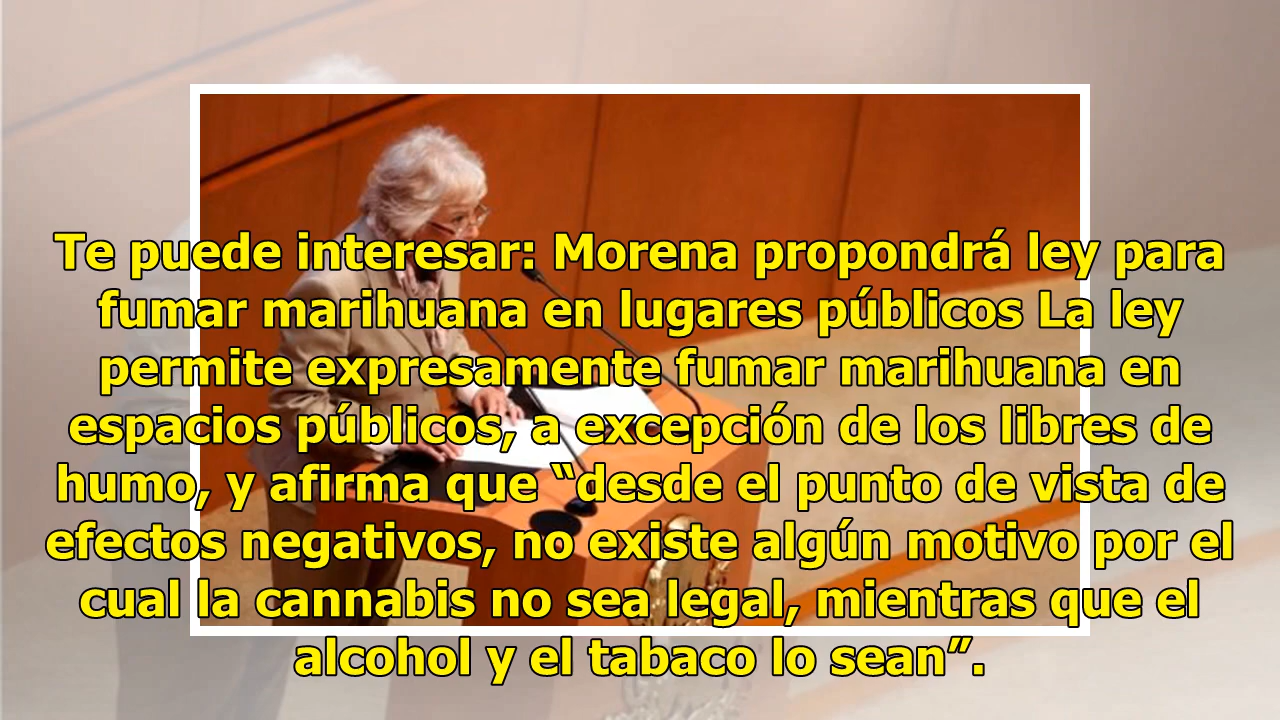 Te puede interesar: Morena propondrá ley para
fumar marihuana en lugares públicos La ley
permite expresamente fumar marihuana en
espacios públicos, a excepción de los libres de
humo, y afirma que “desde el punto de vista de
efectos negativos, no existe algún motivo por el
cual la cannabis no sea legal, mientras que el
alcohol y el tabaco lo sean”.